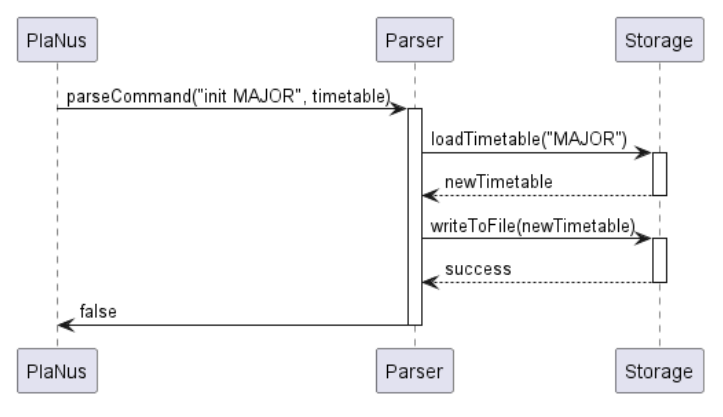 PlaNus Parser Storage
parseCommand("init MAJOR", timetable)
loadTimetable("MAJOR")
newTimetable
writeToFile(newTimetable)
success
false
PlaNus Parser Storage